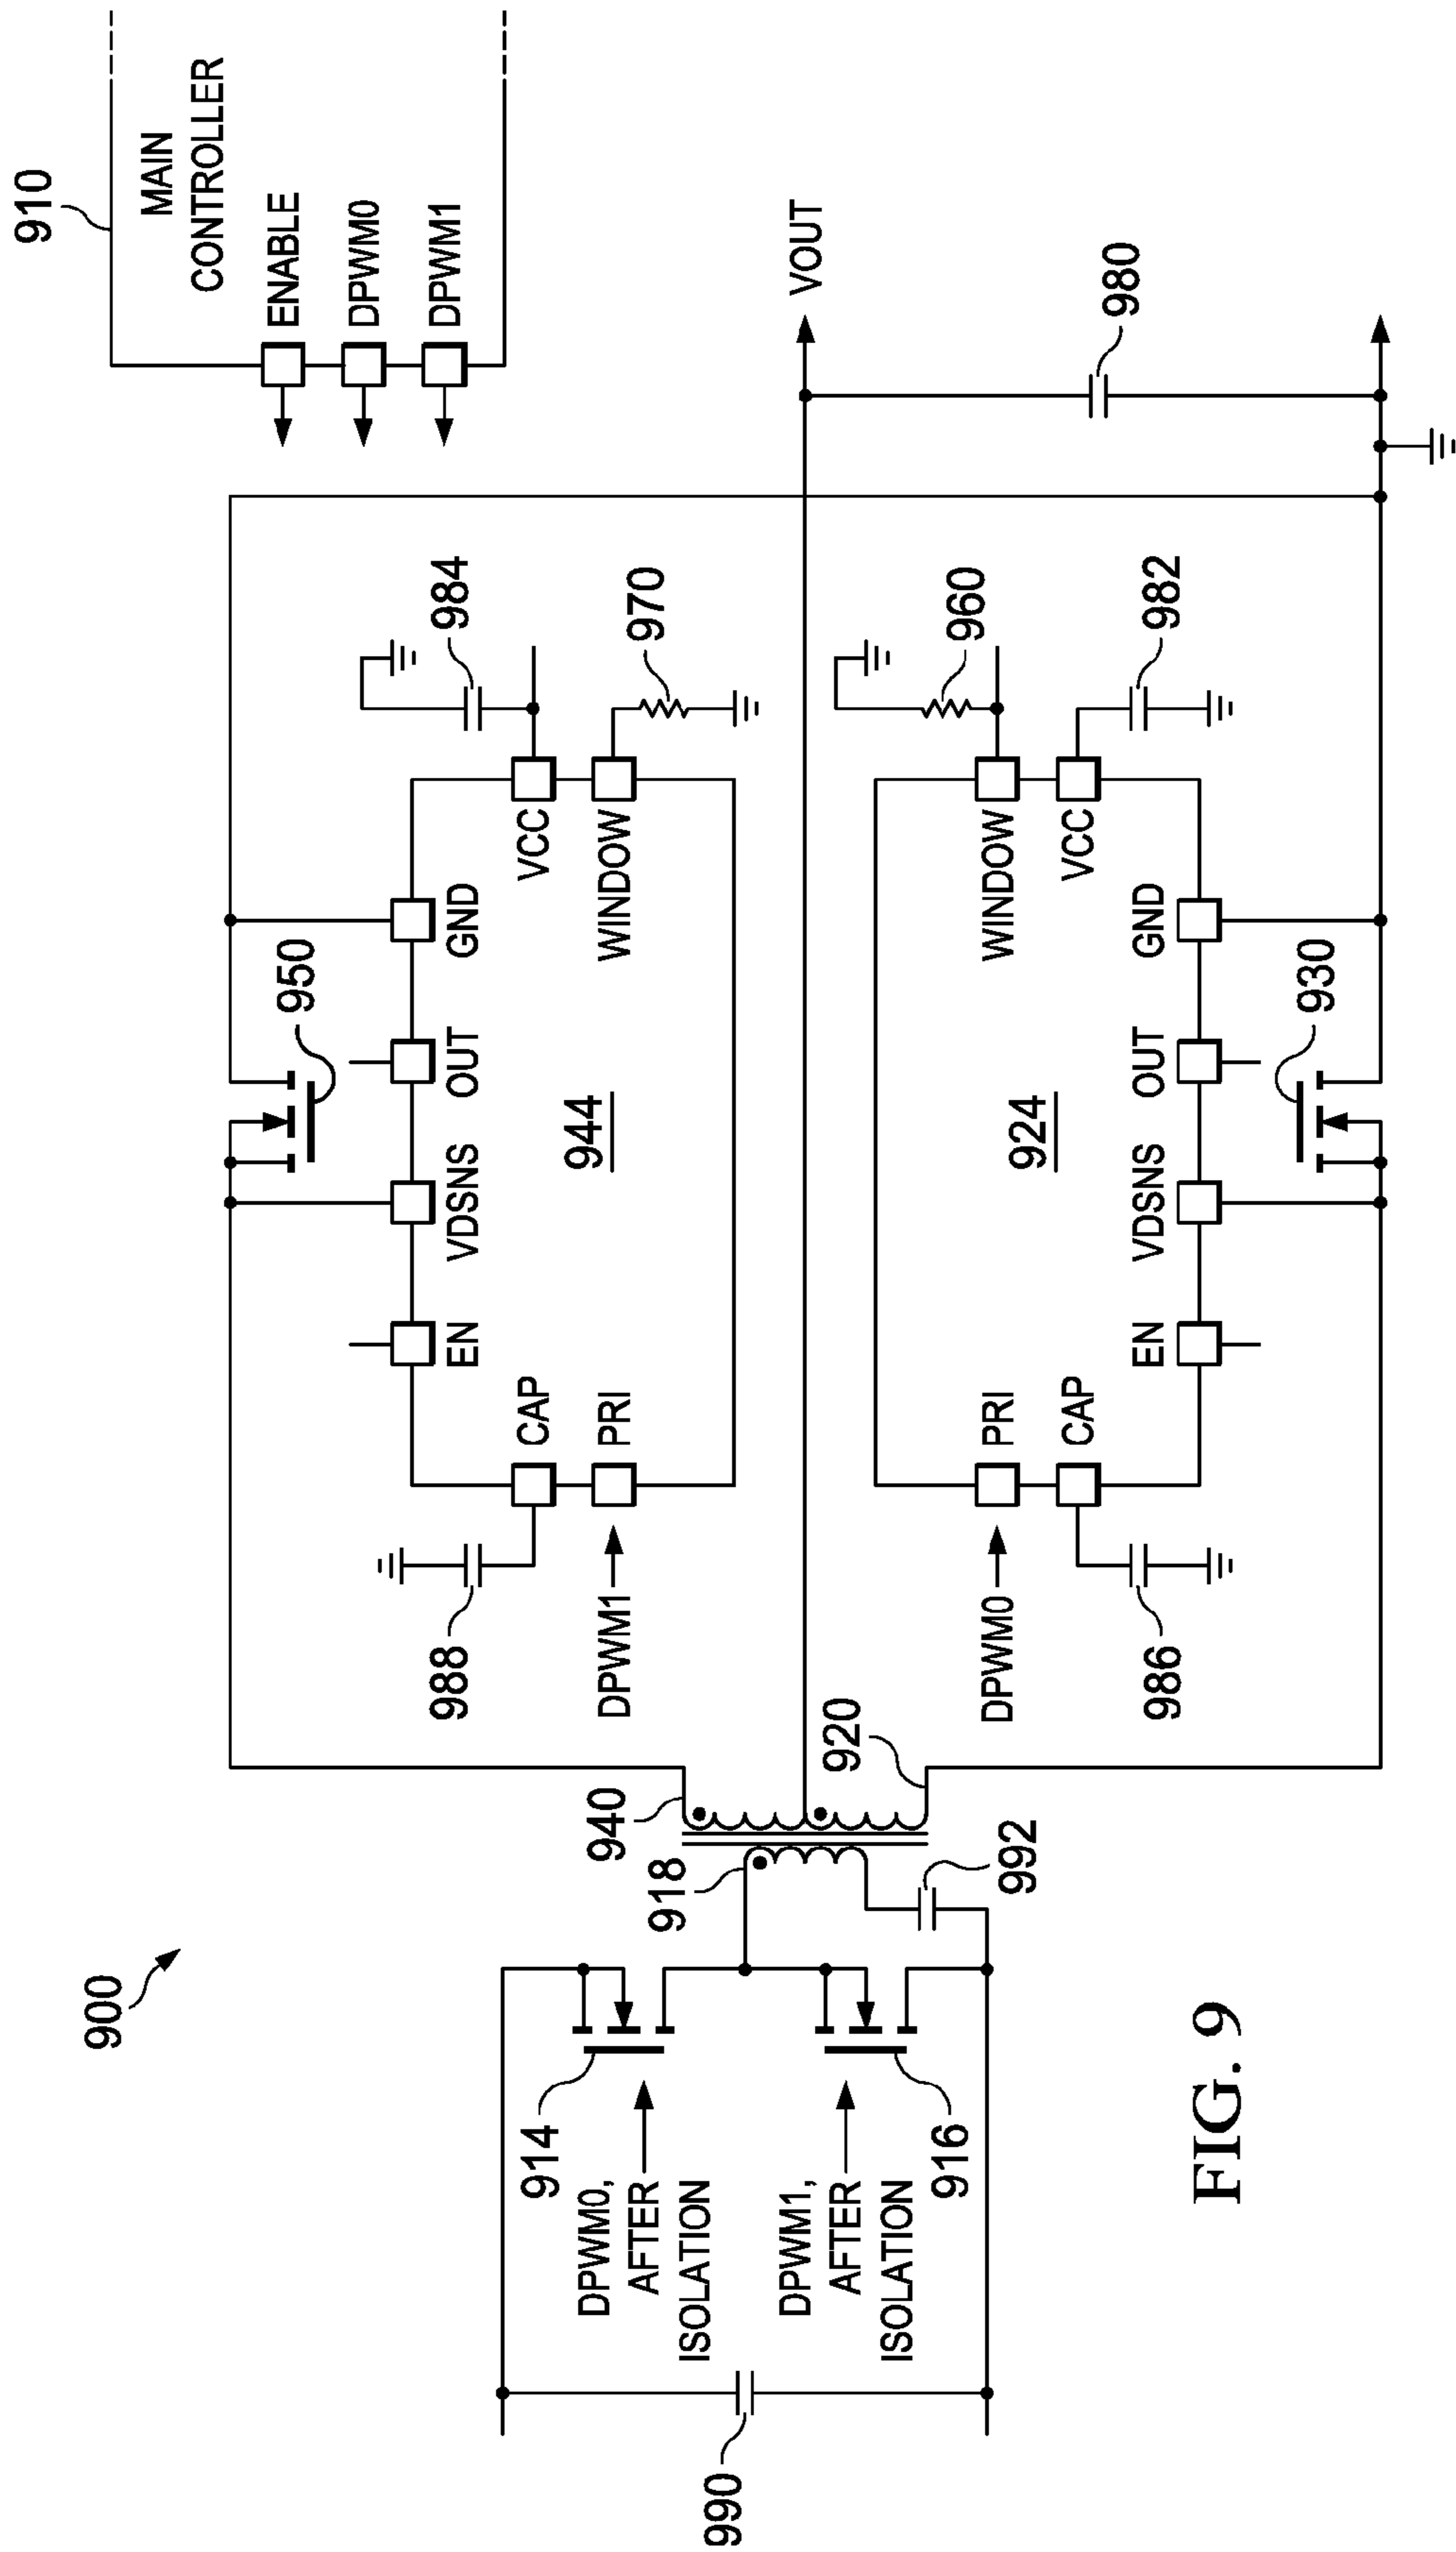 900
910
MAIN
CONTROLLER
ENABLE
DPWM0
DPWM1
950
GND
OUT
VDSNS
EN
CAP
PRI
VCC
WINDOW
944
984
970
988
DPWM1
940
918
920
992
VOUT
980
DPWM0
986
PRI
CAP
EN
VDSNS
OUT
GND
WINDOW
VCC
924
960
982
930
914
DPWM0,
AFTER
ISOLATION
DPWM1,
AFTER
ISOLATION
916
990
FIG. 9